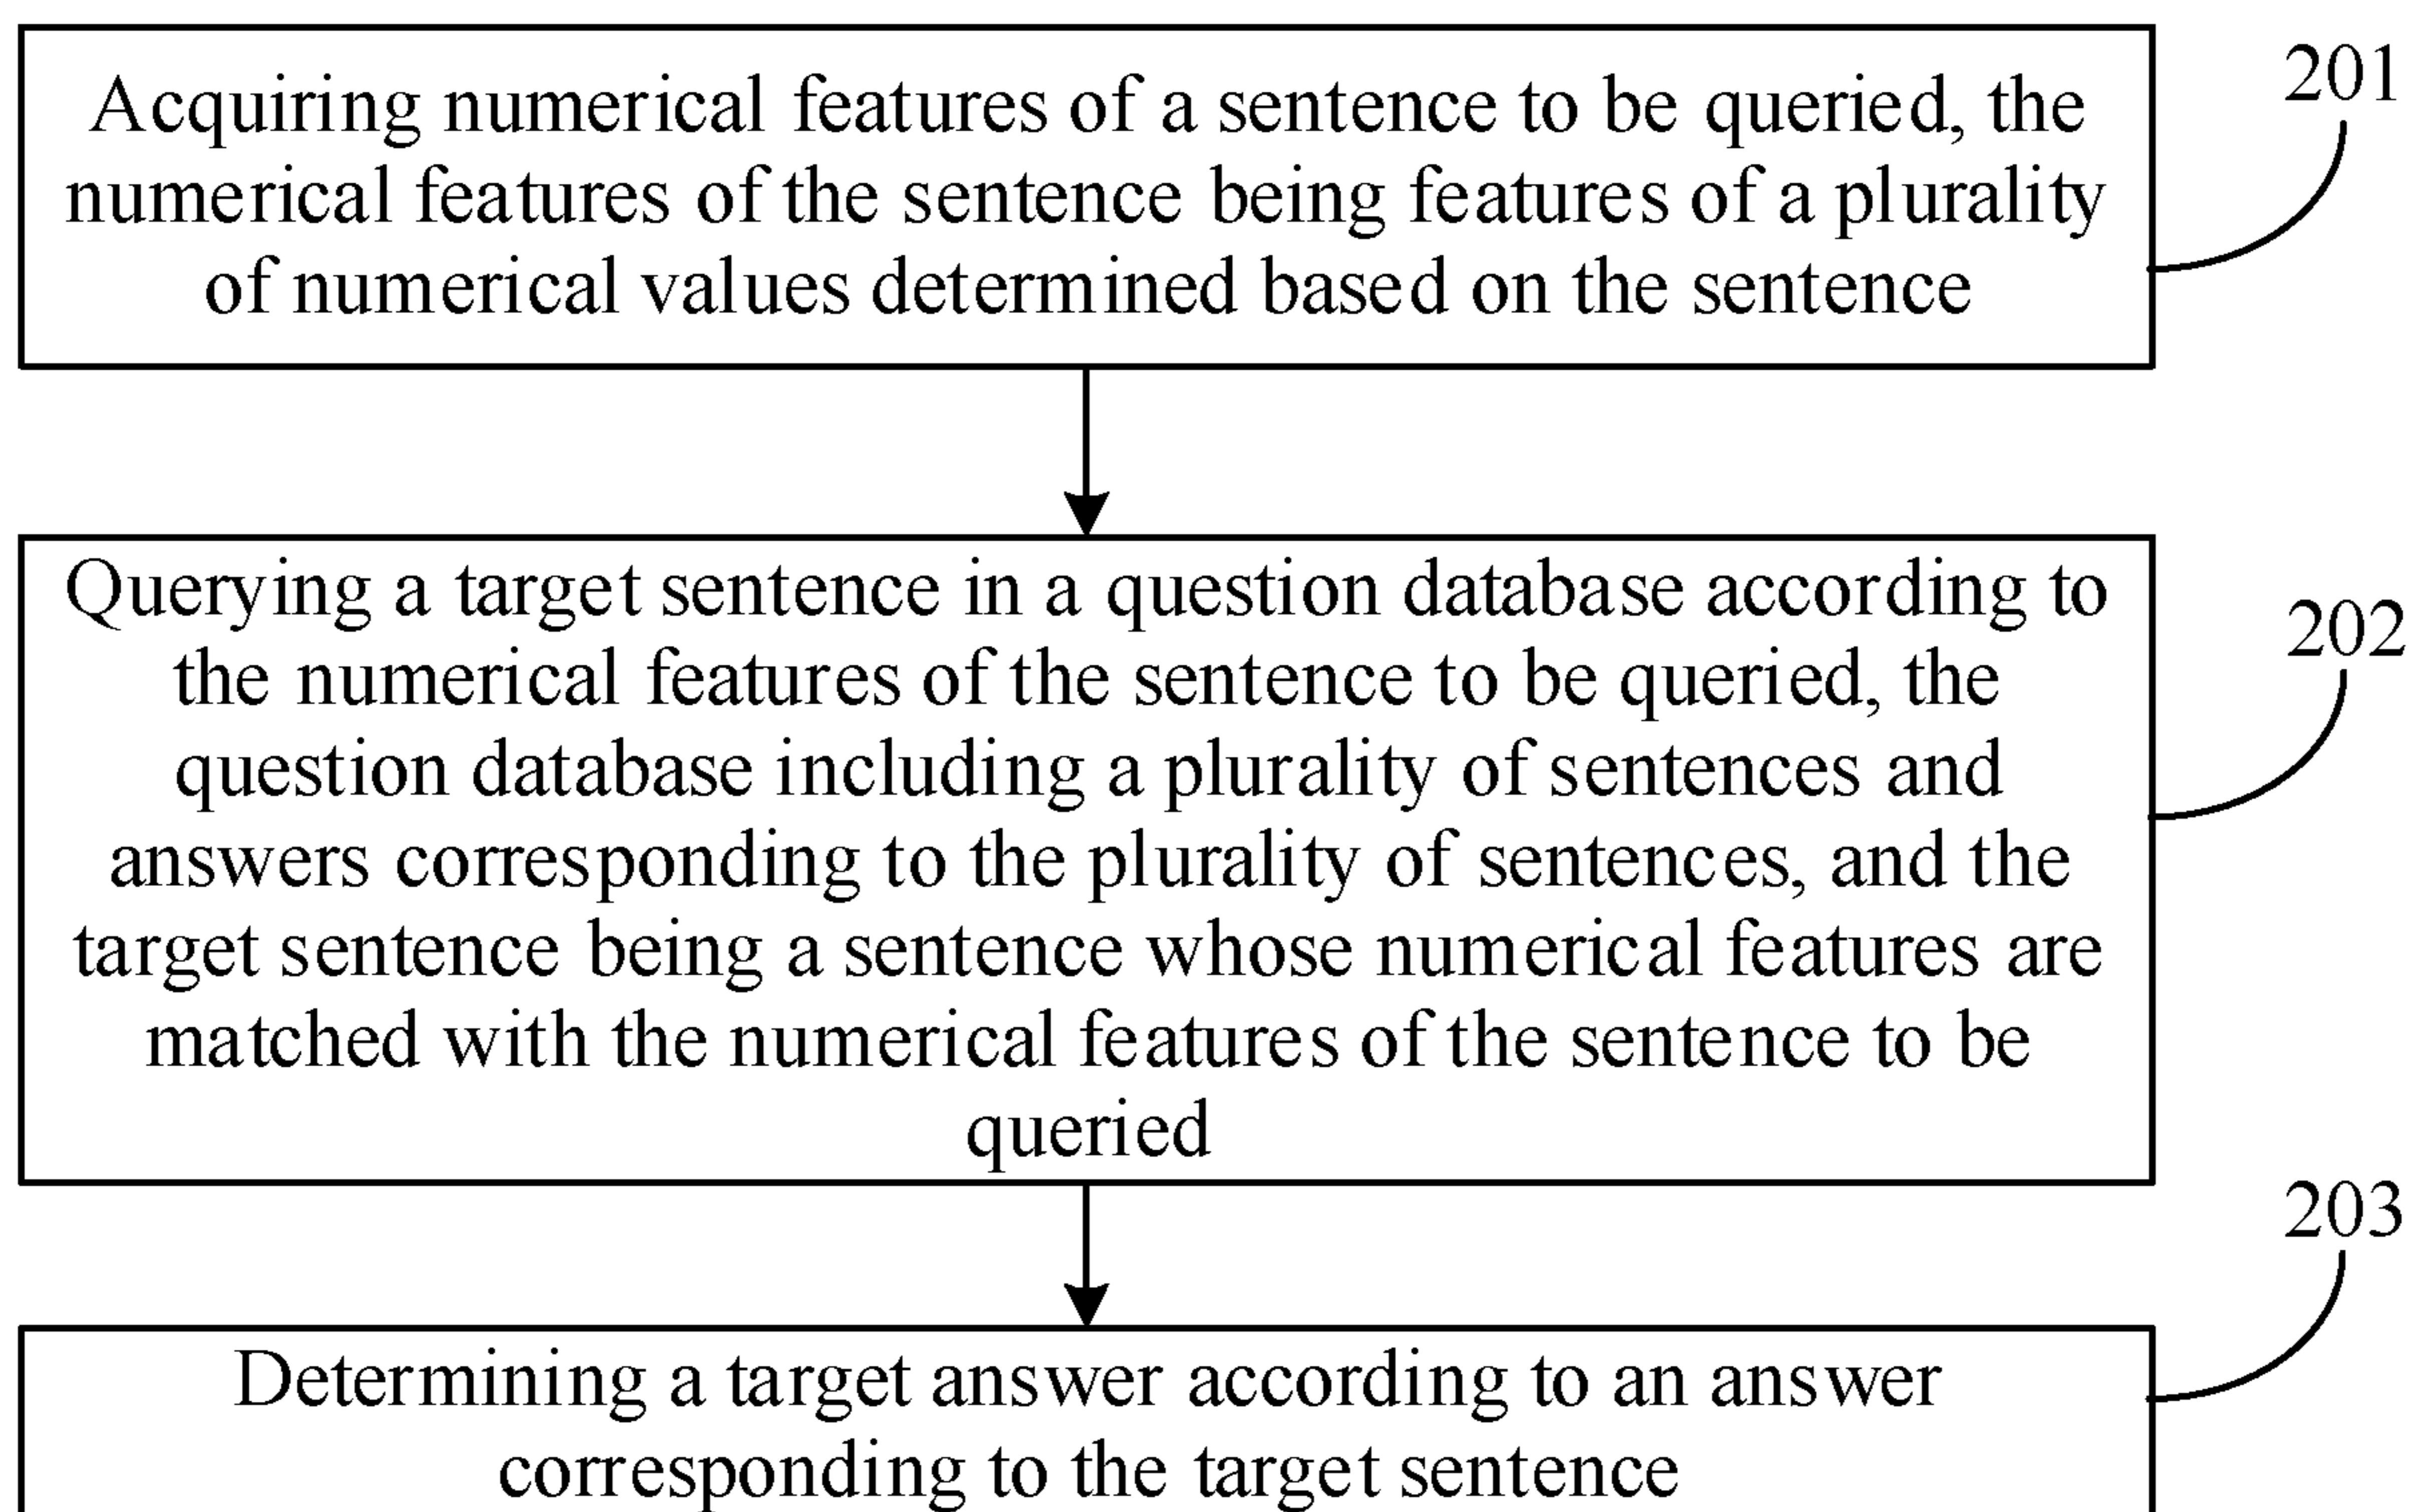 Acquiring numerical features of a sentence to be queried, the
numerical features of the sentence being features of a plurality
of numerical values determined based on the sentence
201
Querying a target sentence in a question database according to
the numerical features of the sentence to be queried, the
question database including a plurality of sentences and
answers corresponding to the plurality of sentences, and the
target sentence being a sentence whose numerical features are
matched with the numerical features of the sentence to be
queried
202
Determining a target answer according to an answer
corresponding to the target sentence
203